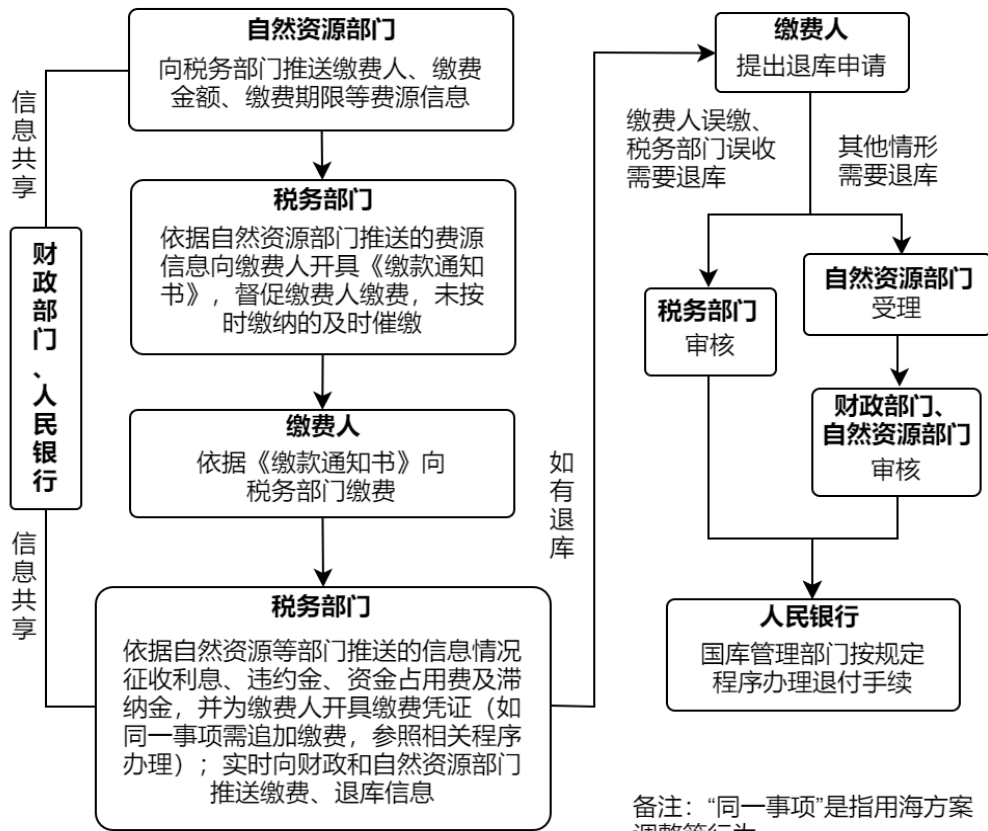 自然资源部门
向税务部门推送缴费人、缴费
金额、缴费期限等费源信息
信息共享
税务部门
依据自然资源部门推送的费源
信息向缴费人开具《缴款通知
书》，督促缴费人缴费，未按
时缴纳的及时催缴
财政部门、人民银行
缴费人
依据《缴款通知书》向
税务部门缴费
信息共享
税务部门
依据自然资源等部门推送的信息情况
征收利息、违约金、资金占用费及滞
纳金，并为缴费人开具缴费凭证（如
同一事项需追加缴费，参照相关程序
办理）；实时向财政和自然资源部门
推送缴费、退库信息
如有退库
缴费人
提出退库申请
缴费人误缴、
税务部门误收
需要退库
其他情形
需要退库
税务部门
审核
自然资源部门
受理
财政部门、
自然资源部门
审核
人民银行
国库管理部门按规定
程序办理退付手续
备注：“同一事项”是指用海方案
调整等行为